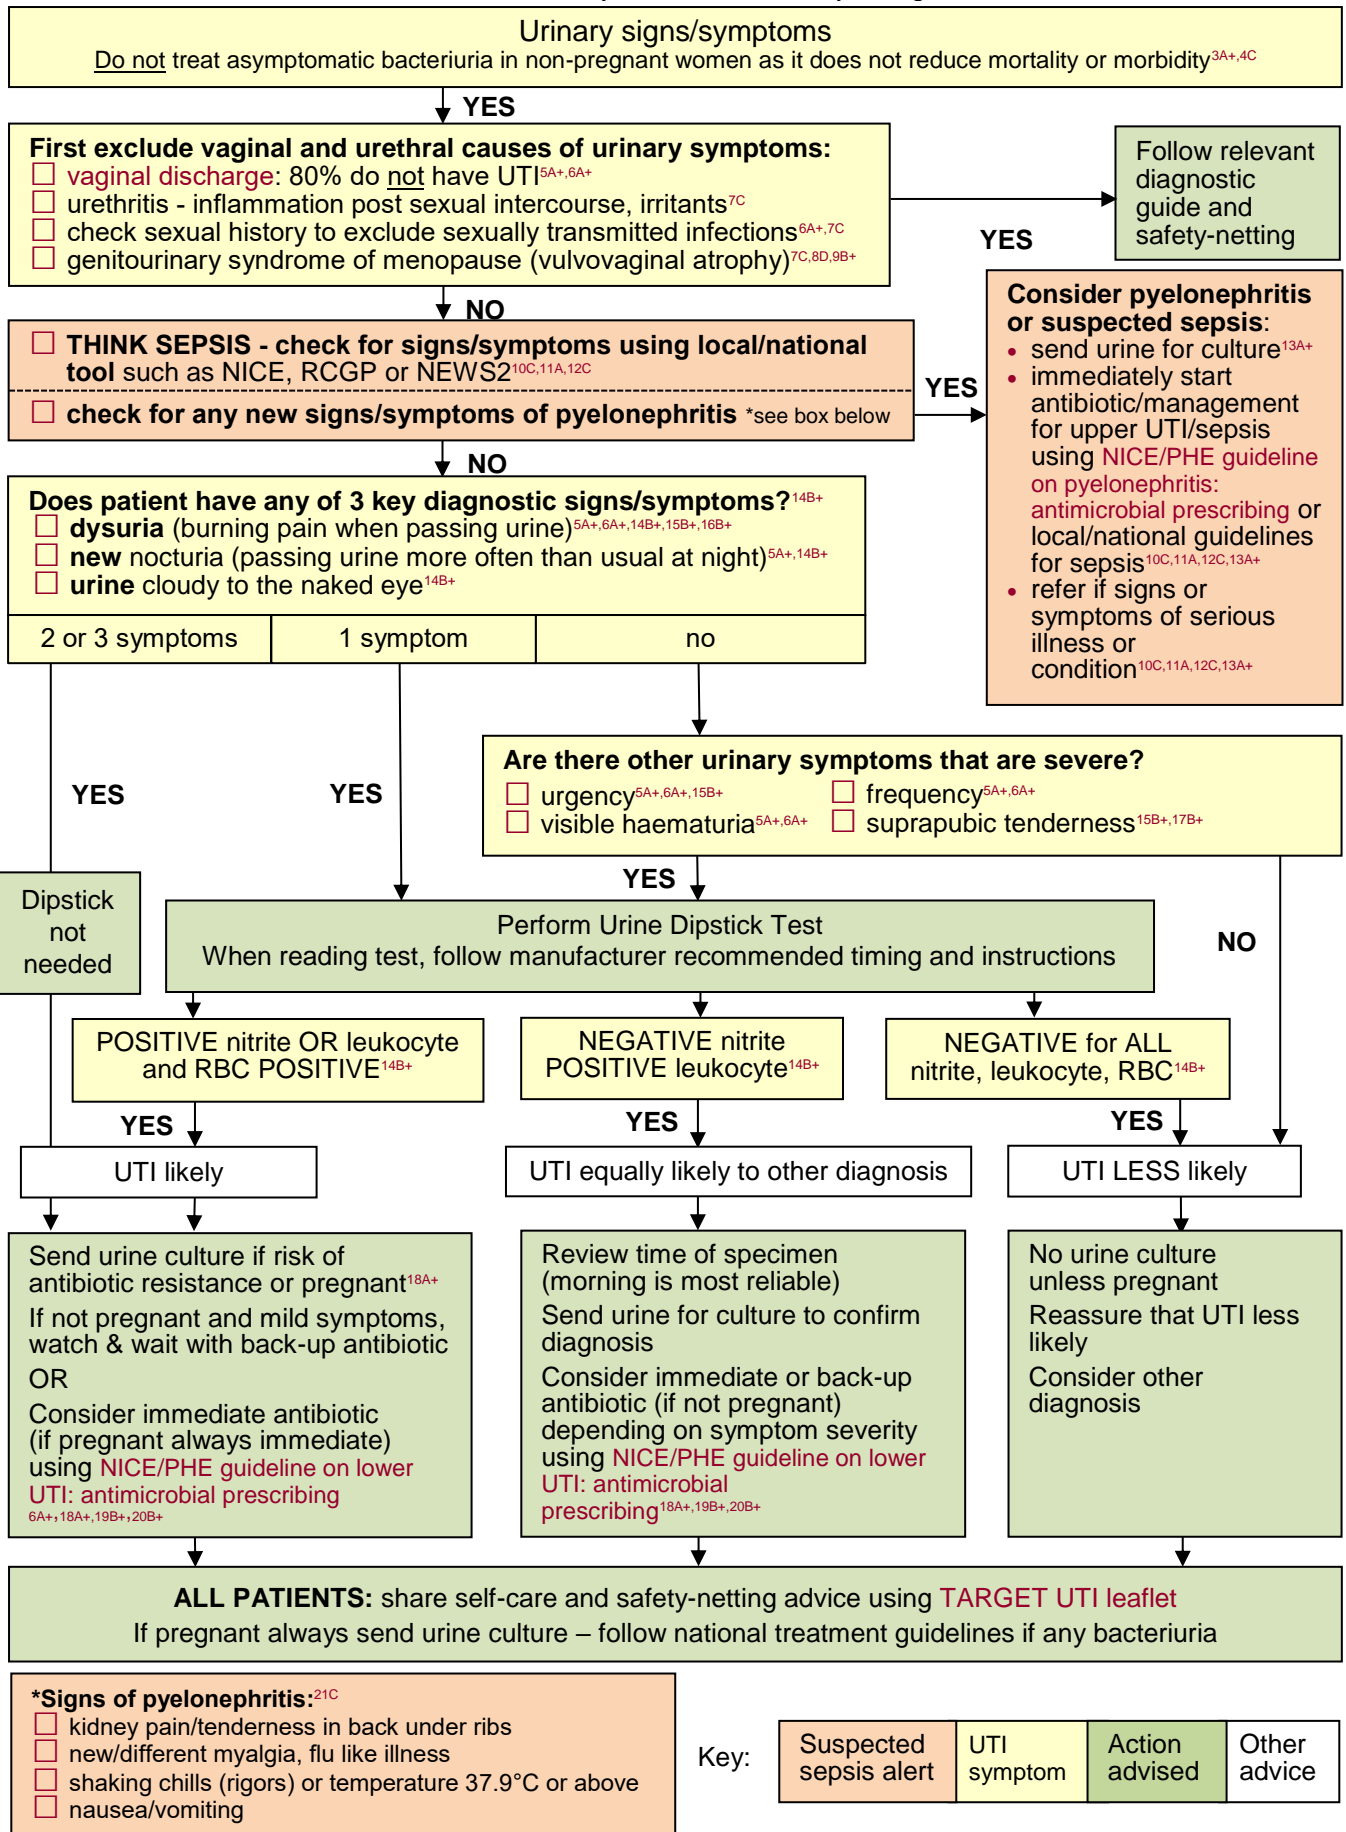 Urinary signs/symptoms
Do not treat asymptomatic bacteriuria in non-pregnant women as it does not reduce mortality or morbidity3A+,4C
YES
First exclude vaginal and urethral causes of urinary symptoms:
vaginal discharge: 80% do not have UTI5A+,6A+
urethritis - inflammation post sexual intercourse, irritants7C
check sexual history to exclude sexually transmitted infections6A+,7C
genitourinary syndrome of menopause (vulvovaginal atrophy)7C,8D,9B+
YES
Follow relevant
diagnostic
guide and
safety-netting
NO
THINK SEPSIS - check for signs/symptoms using local/national
tool such as NICE, RCGP or NEWS210C,11A,12C
check for any new signs/symptoms of pyelonephritis *see box below
YES
Consider pyelonephritis
or suspected sepsis:
• send urine for culture13A+
• immediately start
antibiotic/management
for upper UTI/sepsis
using NICE/PHE guideline
on pyelonephritis:
antimicrobial prescribing or
local/national guidelines
for sepsis10C,11A,12C,13A+
• refer if signs or
symptoms of serious
illness or
condition10C,11A,12C,13A+
NO
Does patient have any of 3 key diagnostic signs/symptoms?14B+
dysuria (burning pain when passing urine)5A+,6A+,14B+,15B+,16B+
new nocturia (passing urine more often than usual at night)5A+,14B+
urine cloudy to the naked eye14B+
2 or 3 symptoms
1 symptom
no
Are there other urinary symptoms that are severe?
urgency5A+,6A+,15B+
frequency5A+,6A+
visible haematuria5A+,6A+
suprapubic tenderness15B+,17B+
YES
YES
YES
NO
Dipstick
not
needed
Perform Urine Dipstick Test
When reading test, follow manufacturer recommended timing and instructions
POSITIVE nitrite OR leukocyte
and RBC POSITIVE14B+
NEGATIVE nitrite
POSITIVE leukocyte14B+
NEGATIVE for ALL
nitrite, leukocyte, RBC14B+
YES
YES
YES
UTI likely
UTI equally likely to other diagnosis
UTI LESS likely
Send urine culture if risk of
antibiotic resistance or pregnant18A+
If not pregnant and mild symptoms,
watch & wait with back-up antibiotic
OR
Consider immediate antibiotic
(if pregnant always immediate)
using NICE/PHE guideline on lower
UTI: antimicrobial prescribing
6A+,18A+,19B+,20B+
Review time of specimen
(morning is most reliable)
Send urine for culture to confirm
diagnosis
Consider immediate or back-up
antibiotic (if not pregnant)
depending on symptom severity
using NICE/PHE guideline on lower
UTI: antimicrobial
prescribing18A+,19B+,20B+
No urine culture
unless pregnant
Reassure that UTI less
likely
Consider other
diagnosis
ALL PATIENTS: share self-care and safety-netting advice using TARGET UTI leaflet
If pregnant always send urine culture – follow national treatment guidelines if any bacteriuria
*Signs of pyelonephritis:21C
kidney pain/tenderness in back under ribs
new/different myalgia, flu like illness
shaking chills (rigors) or temperature 37.9°C or above
nausea/vomiting
Key:
Suspected
sepsis alert
UTI
symptom
Action
advised
Other
advice